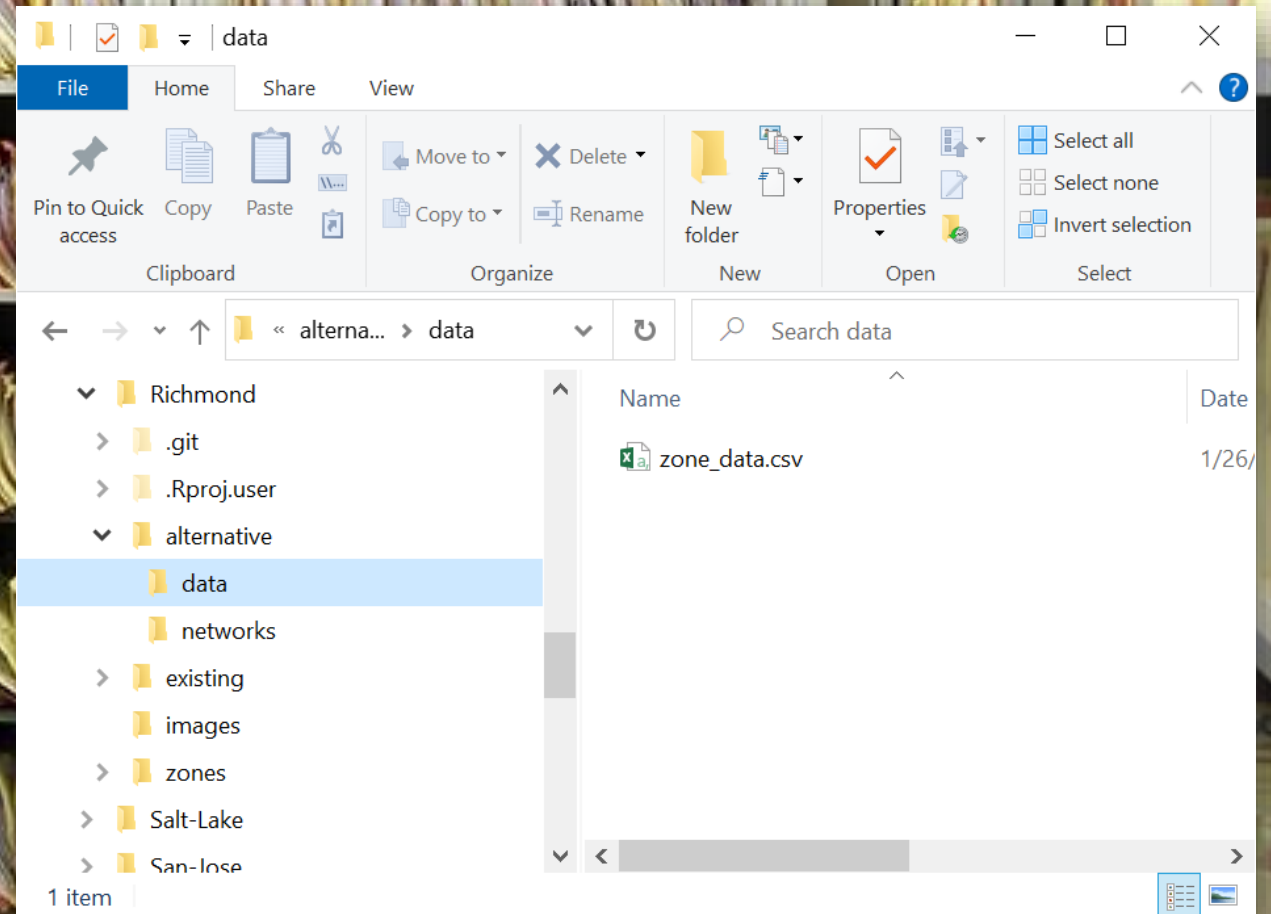 data
File Home Share View
Pin to Quick access
Copy
Paste
Move to
Copy to
Delete
Rename
New folder
Properties
Select all
Select none
Invert selection
Clipboard Organize New Open Select
« alterna... > data
Search data
Richmond
.git
.Rproj.user
alternative
data
networks
existing
images
zones
Salt-Lake
San-Jose
Name Date
zone_data.csv 1/26/
1 item